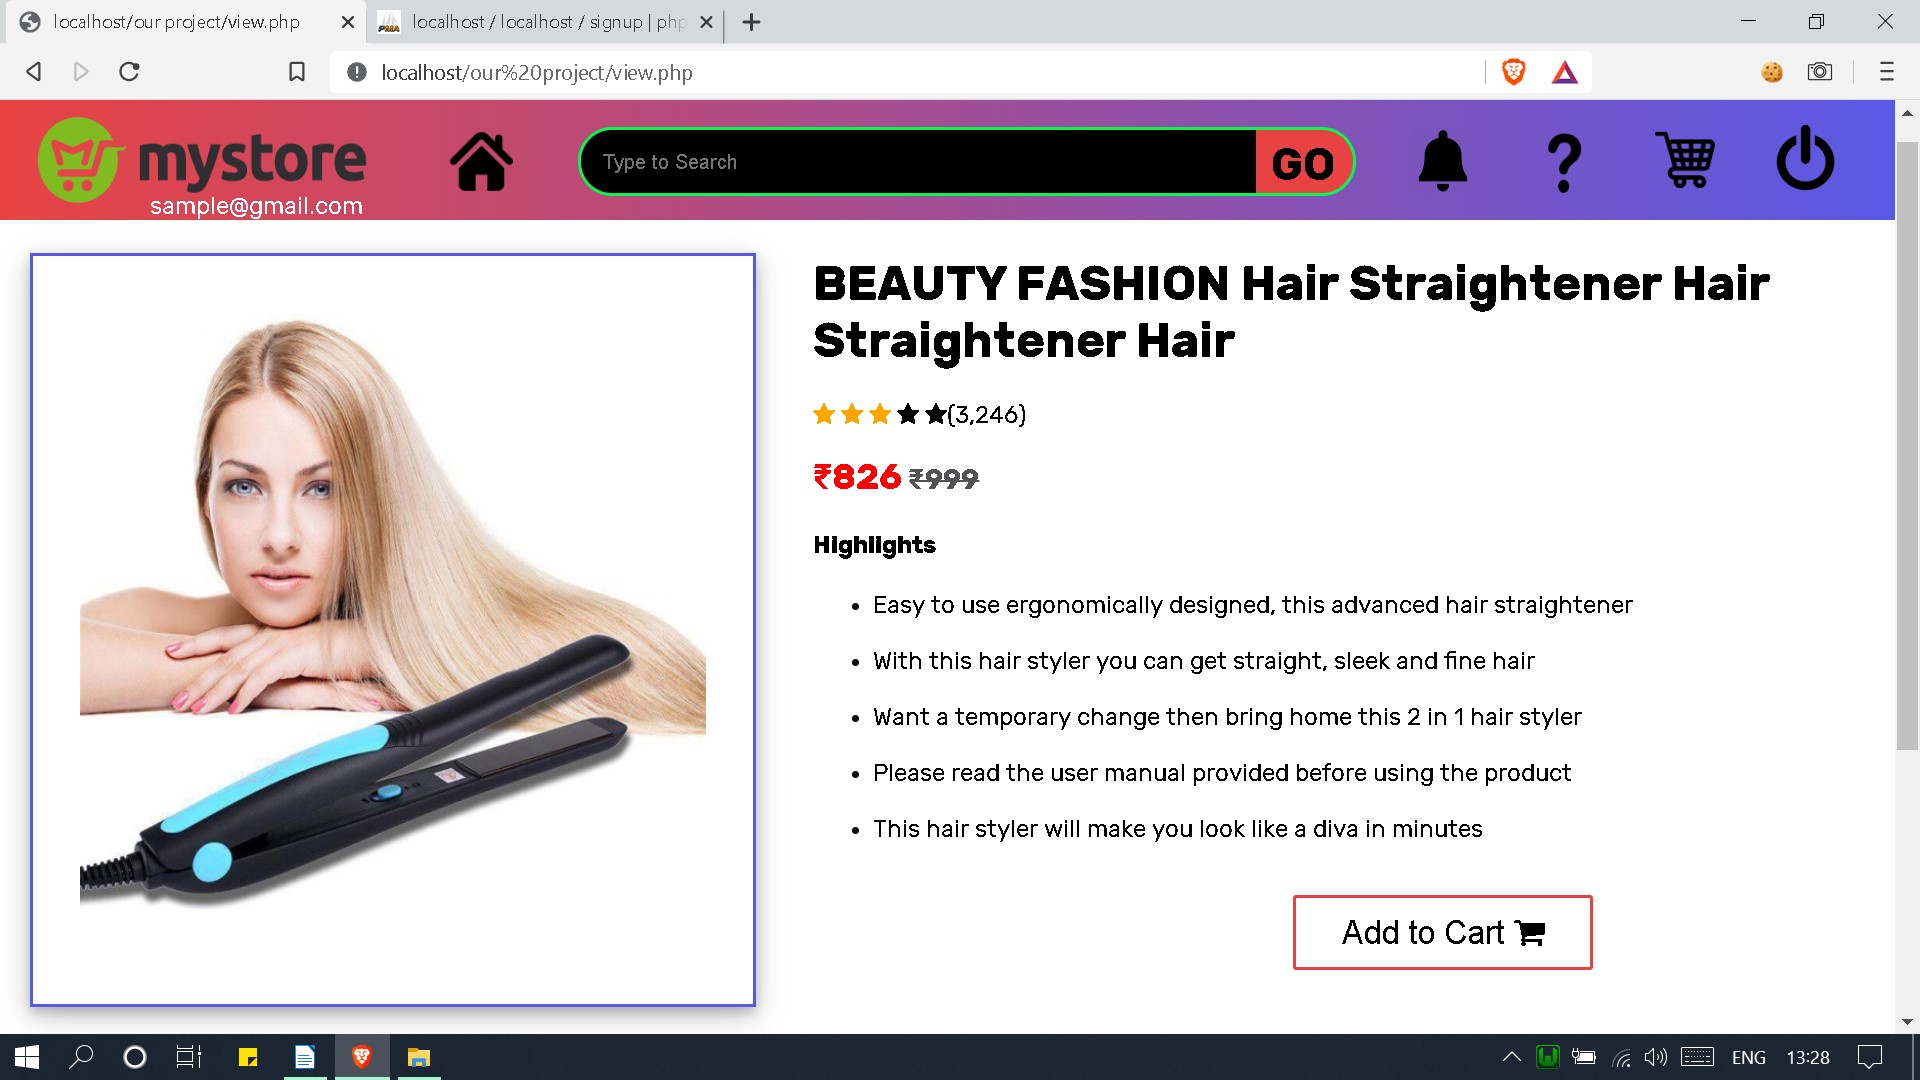 localhost/our project/view.php
localhost / localhost / signup | php
localhost/our%20project/view.php
mystore
sample@gmail.com
Type to Search
GO
BEAUTY FASHION Hair Straightener Hair
Straightener Hair
(3,246)
₹826 ₹999
Highlights
Easy to use ergonomically designed, this advanced hair straightener
With this hair styler you can get straight, sleek and fine hair
Want a temporary change then bring home this 2 in 1 hair styler
Please read the user manual provided before using the product
This hair styler will make you look like a diva in minutes
Add to Cart
ENG
13:28